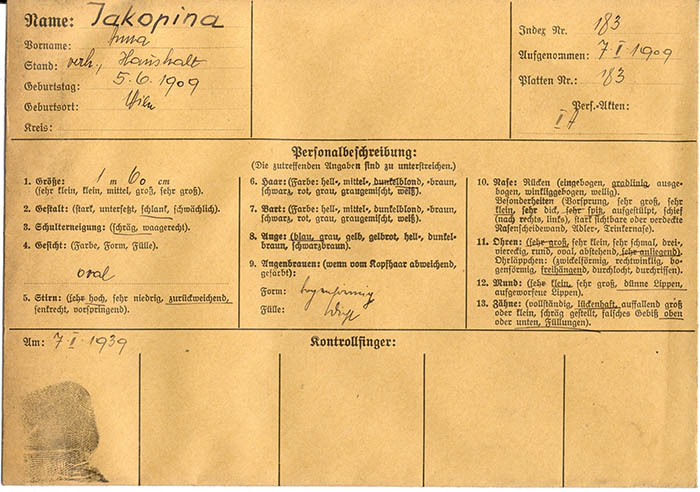 Name: Jakopina
Vorname: Anna
Stand: verh., Haushalt
Geburtstag: 5.6.1909
Geburtsort: Wien
Kreis:
Index Nr. 183
Aufgenommen: 7 I 1909
Platten Nr.: 183
Pers.-Akten:
I A
Personalbeschreibung:
(Die zutreffenden Angaben sind zu unterstreichen.)
1. Größe: 1 m 60 cm
(sehr klein, klein, mittel, groß, sehr groß).
2. Gestalt: (stark, untersetzt, schlank, schwächlich).
3. Schulterneigung: (schräg, waagerecht).
4. Gesicht: (Farbe, Form, Fülle).
oval
5. Stirn: (sehr hoch, sehr niedrig, zurückweichend,
senkrecht, vorspringend).
6. Haar: (Farbe: hell-, mittel-, dunkelblond, -braun,
schwarz, rot, grau, graugemischt, weiß).
7. Bart: (Farbe: hell-, mittel-, dunkelblond, -braun,
schwarz, rot, grau, graugemischt, weiß).
8. Auge: (blau, grau, gelb, gelbrot, hell-, dunkel-
braun, schwarzbraun).
9. Augenbrauen: (wenn vom Kopfhaar abweichend,
gefärbt):
Form: bogenförmig
Fülle:
10. Nase: Rücken (eingebogen, gradlinig, ausge-
bogen, winkliggebogen, wellig).
Besonderheiten (Vorsprung, sehr groß, sehr
klein, sehr dick, sehr spitz, aufgestülpt, schief
(nach rechts, links), stark sichtbare oder verdeckte
Nasenscheidewand, Adler-, Trinkernase).
11. Ohren: (sehr groß, sehr klein, sehr schmal, drei-,
viereckig, rund, oval, abstehend, sehr anliegend).
Ohrläppchen: (zwickelförmig, rechtwinklig, bo-
genförmig, freihängend, durchlocht, durchrissen).
12. Mund: (sehr klein, sehr groß, dünne Lippen,
aufgeworfene Lippen).
13. Zähne: (vollständig, lückenhaft, auffallend groß
oder klein, schräg gestellt, falsches Gebiß oben
oder unten, Füllungen).
Am: 7 I 1939
Kontrollfinger: